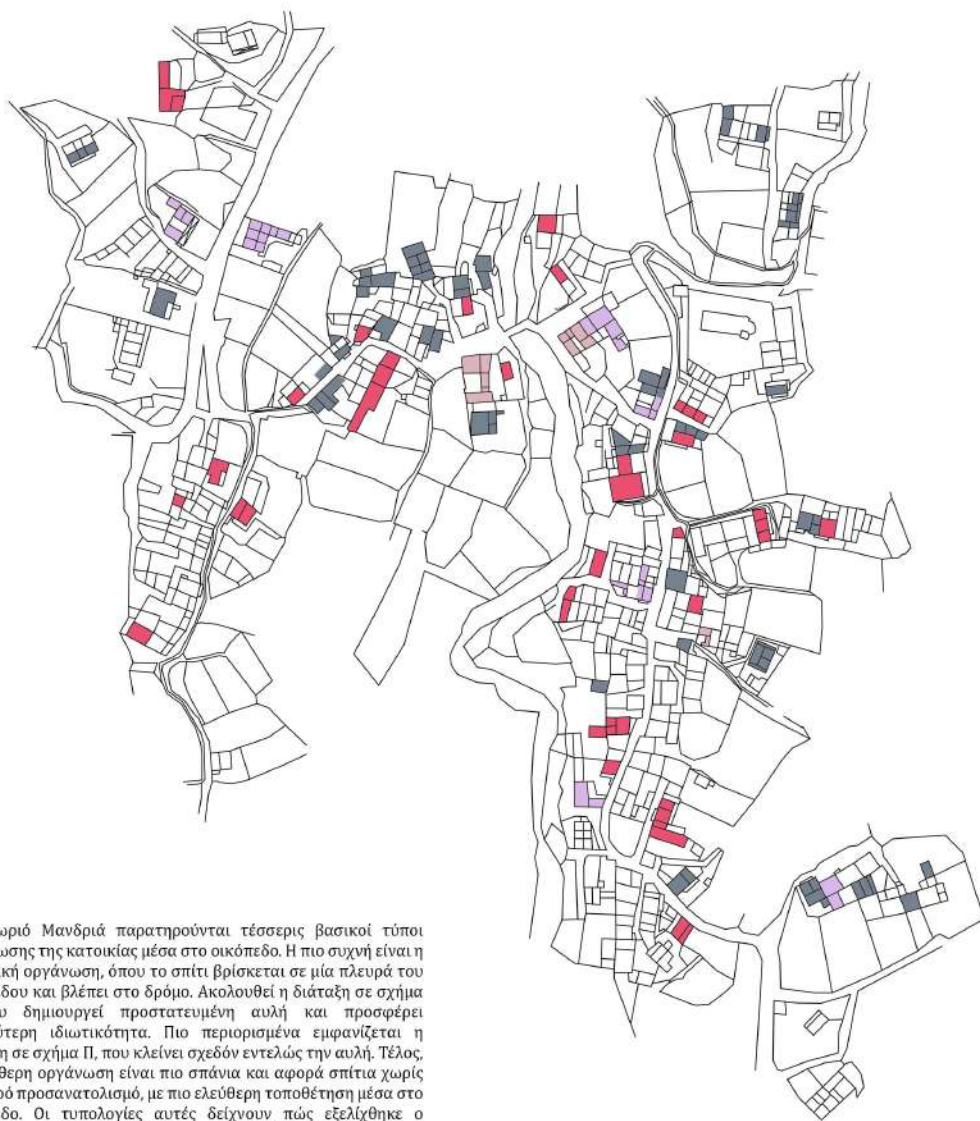 ωριό Μανδριά παρατηρούνται τέσσερις βασικοί τύποι
ωσης της κατοικίας μέσα στο οικόπεδο. Η πιο συχνή είναι η
ική οργάνωση, όπου το σπίτι βρίσκεται σε μία πλευρά του
δου και βλέπει στο δρόμο. Ακολουθεί η διάταξη σε σχήμα
υ δημιουργεί προστατευμένη αυλή και προσφέρει
ύτερη ιδιωτικότητα. Πιο περιορισμένα εμφανίζεται η
η σε σχήμα Π, που κλείνει σχεδόν εντελώς την αυλή. Τέλος,
θερη οργάνωση είναι πιο σπάνια και αφορά σπίτια χωρίς
ρό προσανατολισμό, με πιο ελεύθερη τοποθέτηση μέσα στο
δο. Οι τυπολογίες αυτές δείχνουν πώς εξελίχθηκε ο